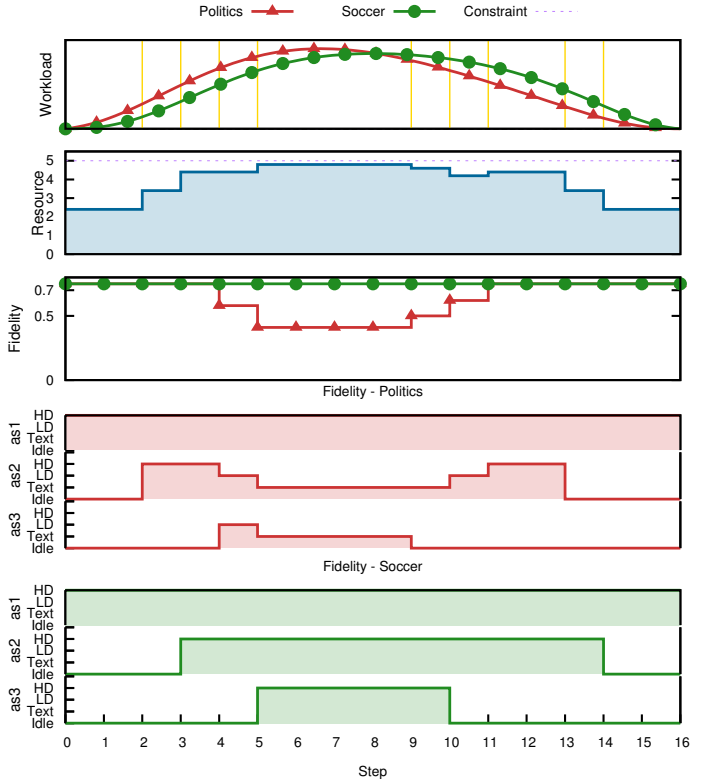 Politics Soccer Constraint
Workload
Resource
5
4
3
2
1
0
Fidelity
0.7
0.5
0
Fidelity - Politics
as1
HD
LD
Text
Idle
as2
HD
LD
Text
Idle
as3
HD
LD
Text
Idle
Fidelity - Soccer
as1
HD
LD
Text
Idle
as2
HD
LD
Text
Idle
as3
HD
LD
Text
Idle
0 1 2 3 4 5 6 7 8 9 10 11 12 13 14 15 16
Step